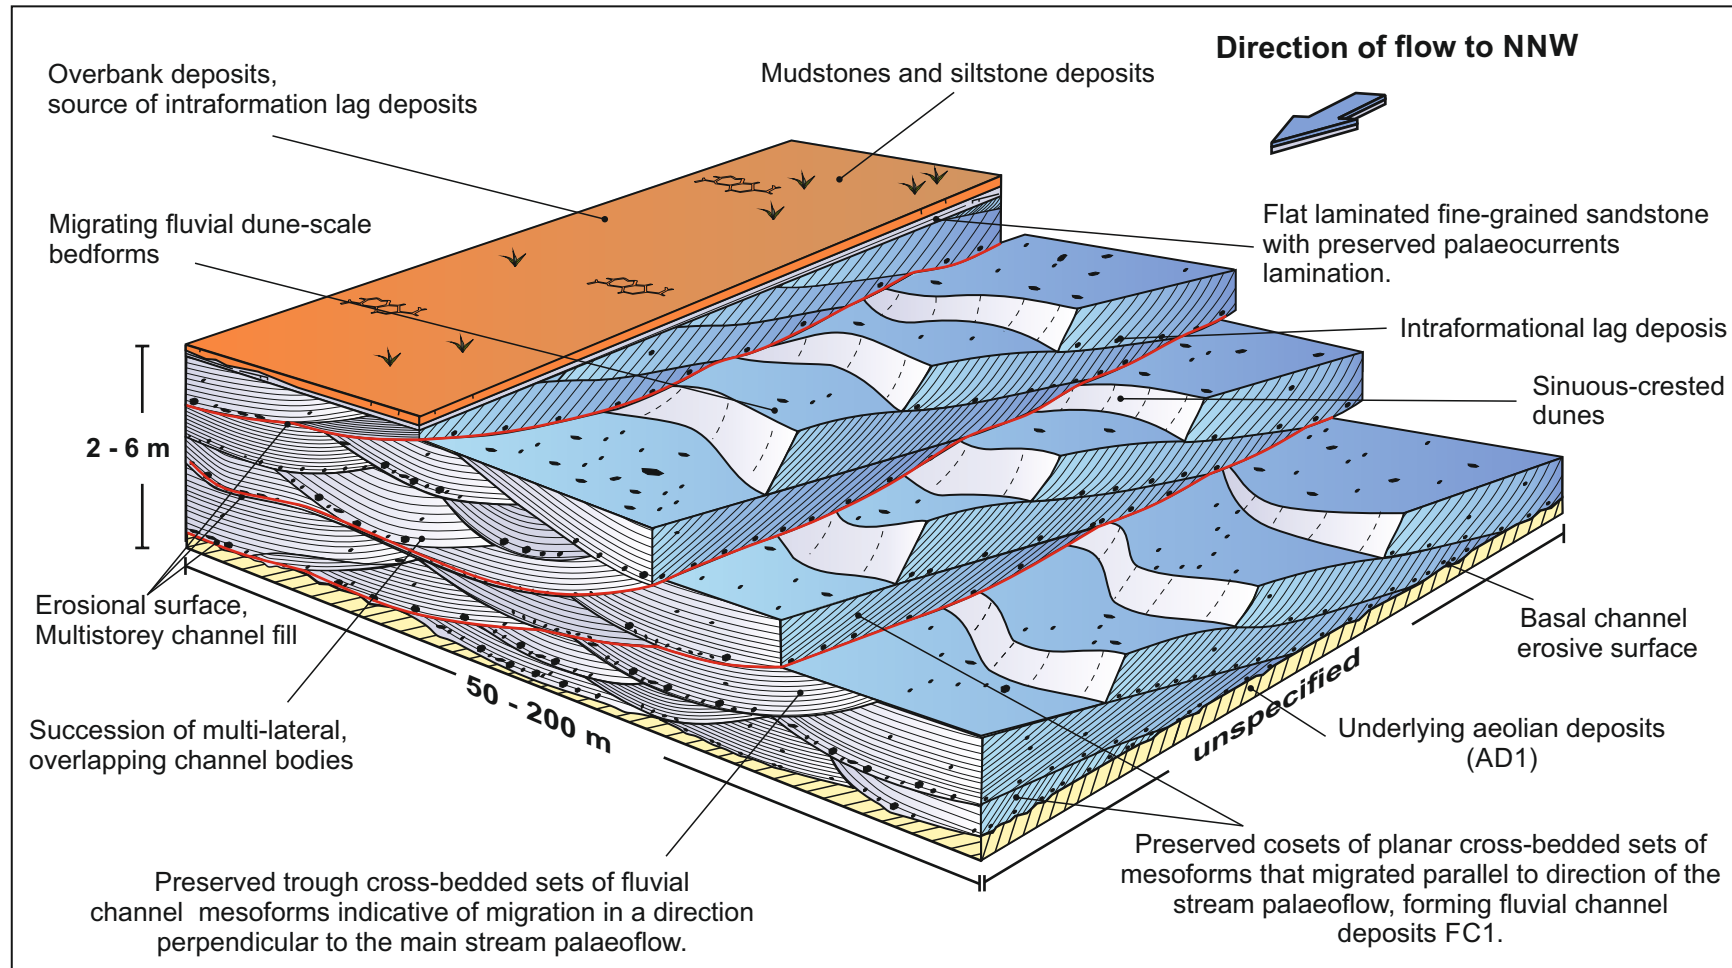 Direction of flow to NNW
Overbank deposits,
source of intraformation lag deposits
Mudstones and siltstone deposits
Migrating fluvial dune-scale
bedforms
Flat laminated fine-grained sandstone
with preserved palaeocurrents
lamination.
Intraformational lag deposis
Sinuous-crested
dunes
2 - 6 m
Erosional surface,
Multistorey channel fill
Basal channel
erosive surface
50 - 200 m
unspecified
Succession of multi-lateral,
overlapping channel bodies
Underlying aeolian deposits
(AD1)
Preserved trough cross-bedded sets of fluvial
channel mesoforms indicative of migration in a direction
perpendicular to the main stream palaeoflow.
Preserved cosets of planar cross-bedded sets of
mesoforms that migrated parallel to direction of the
stream palaeoflow, forming fluvial channel
deposits FC1.